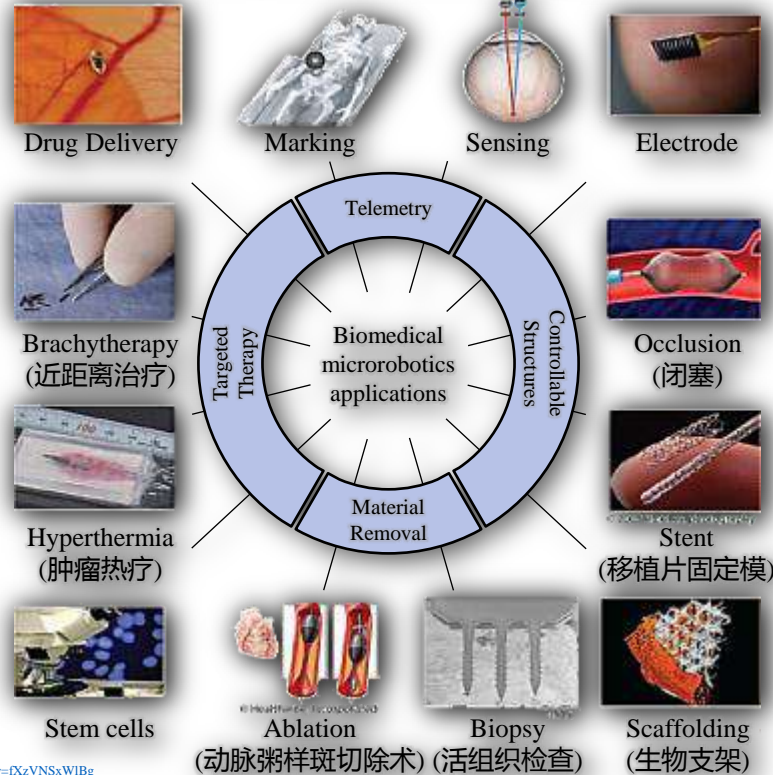 Drug Delivery
Marking
Sensing
Electrode
Telemetry
Brachytherapy
(近距离治疗)
Targeted
Therapy
Biomedical
microrobotics
applications
Controllable
Structures
Occlusion
(闭塞)
Hyperthermia
(肿瘤热疗)
Material
Removal
Stent
(移植片固定模)
Stem cells
Ablation
(动脉粥样斑切除术)
Biopsy
(活组织检查)
Scaffolding
(生物支架)
=fXzVNSxWlBg